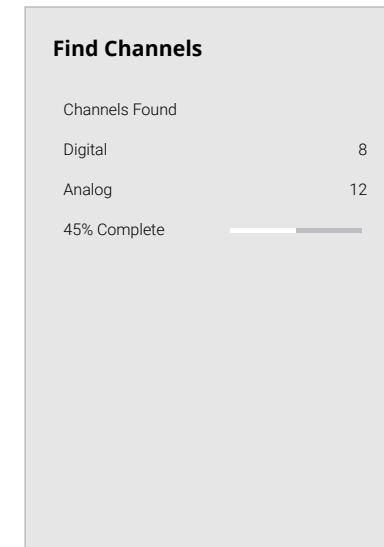 Find Channels
Channels Found
Digital 8
Analog 12
45% Complete